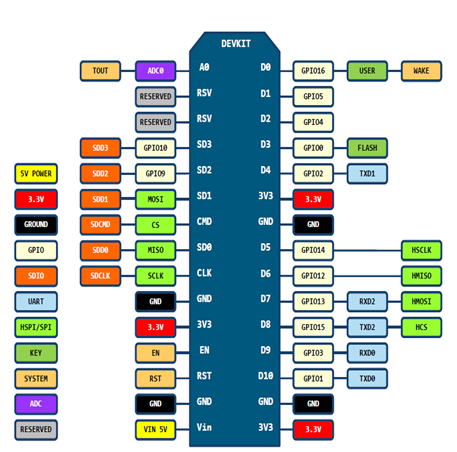 DEVKIT
TOUT ADC0 A0 D0 GPIO16 USER WAKE
RESERVED RSV D1 GPIO5
RESERVED RSV D2 GPIO4
SDD3 GPIO10 SD3 D3 GPIO0 FLASH
5V POWER SDD2 GPIO9 SD2 D4 GPIO2 TXD1
3.3V SDD1 MOSI SD1 3V3 3.3V
GROUND SDCMD CS CMD GND GND
GPIO SDD0 MISO SD0 D5 GPIO14 HSCLK
SDIO SDCLK SCLK CLK D6 GPIO12 HMISO
UART GND GND D7 GPIO13 RXD2 HMOSI
HSPI/SPI 3.3V 3V3 D8 GPIO15 TXD2 HCS
KEY EN EN D9 GPIO3 RXD0
SYSTEM RST RST D10 GPIO1 TXD0
ADC GND GND GND GND
RESERVED VIN 5V Vin 3V3 3.3V